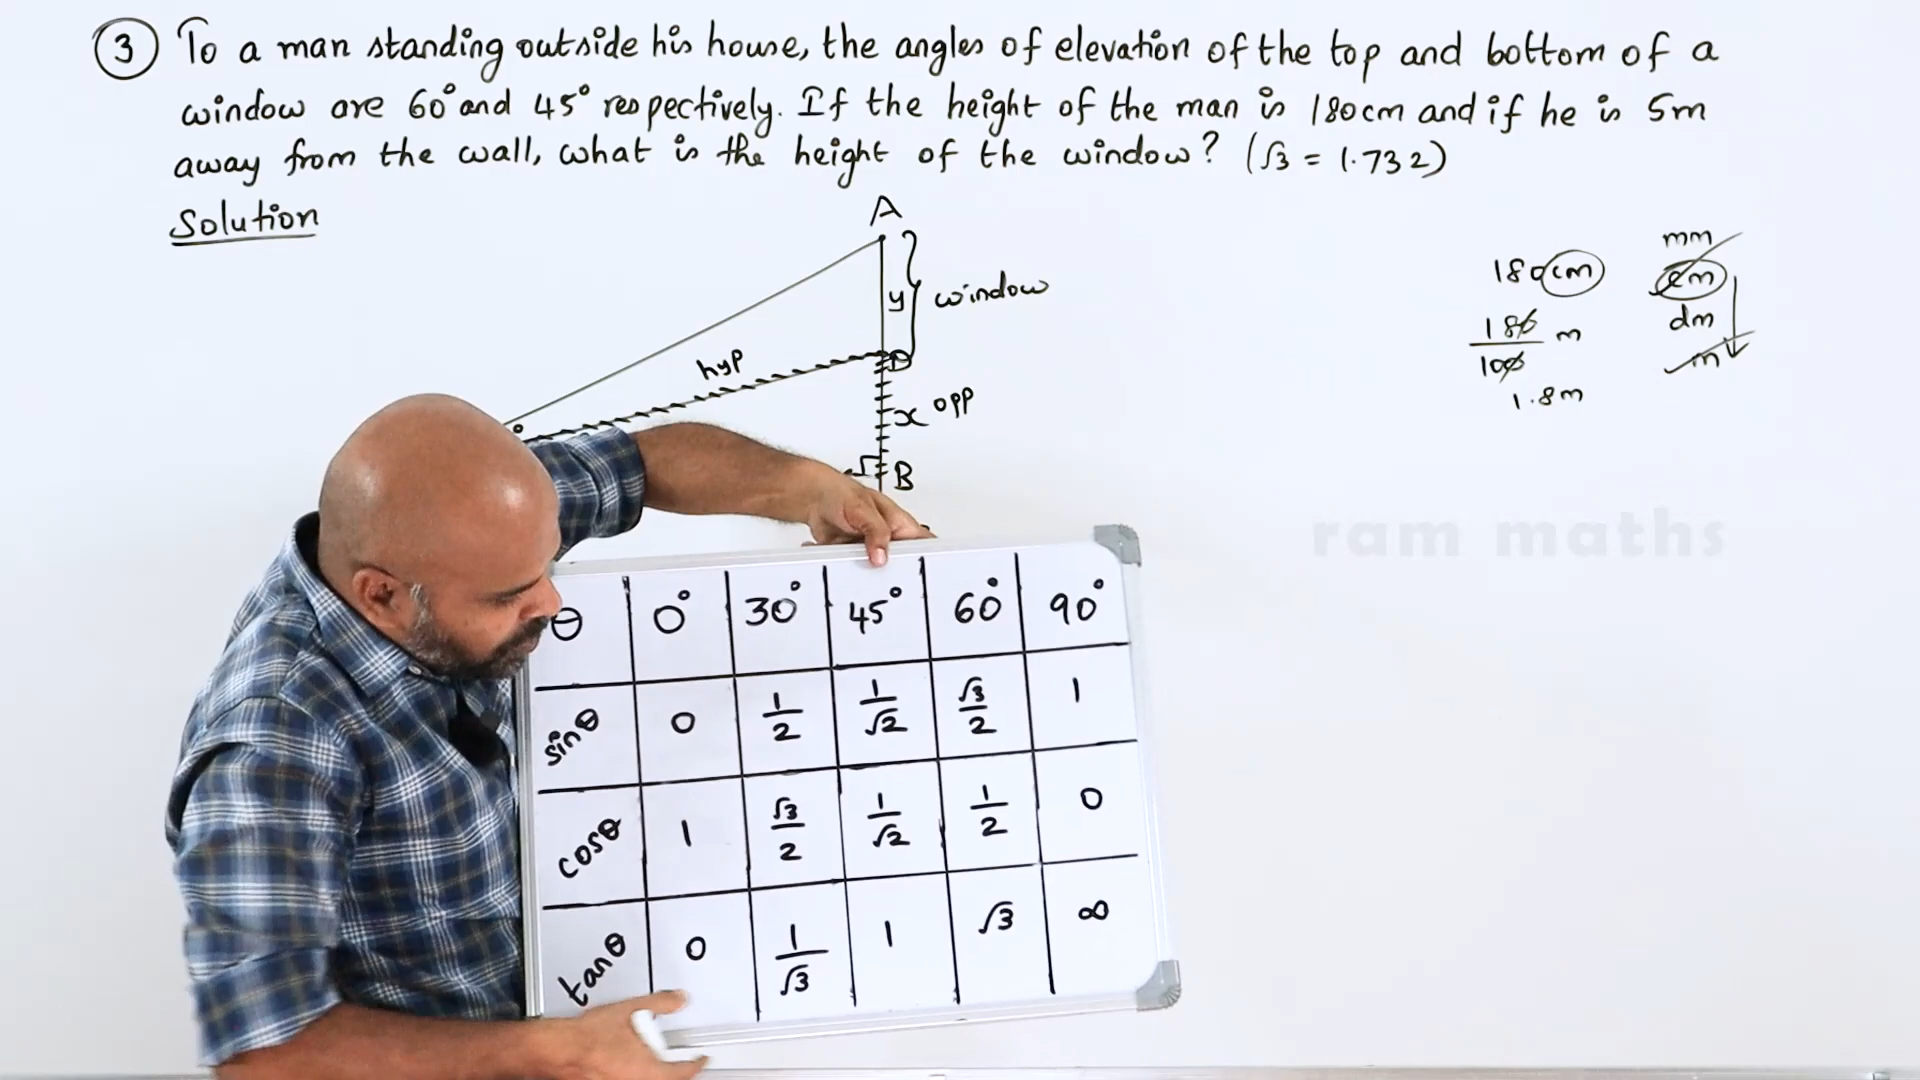 3 To a man standing outside his house, the angles of elevation of the top and bottom of a
window are 60° and 45° respectively. If the height of the man is 180cm and if he is 5m
away from the wall, what is the height of the window? (√3 = 1.732)
Solution
A
y window
hyp
D
x opp
B
180cm
180/100 m
1.8m
mm
cm
dm
m
ram maths
θ 0° 30° 45° 60° 90°
sinθ 0 1/2 1/√2 √3/2 1
cosθ 1 √3/2 1/√2 1/2 0
tanθ 0 1/√3 1 √3 ∞